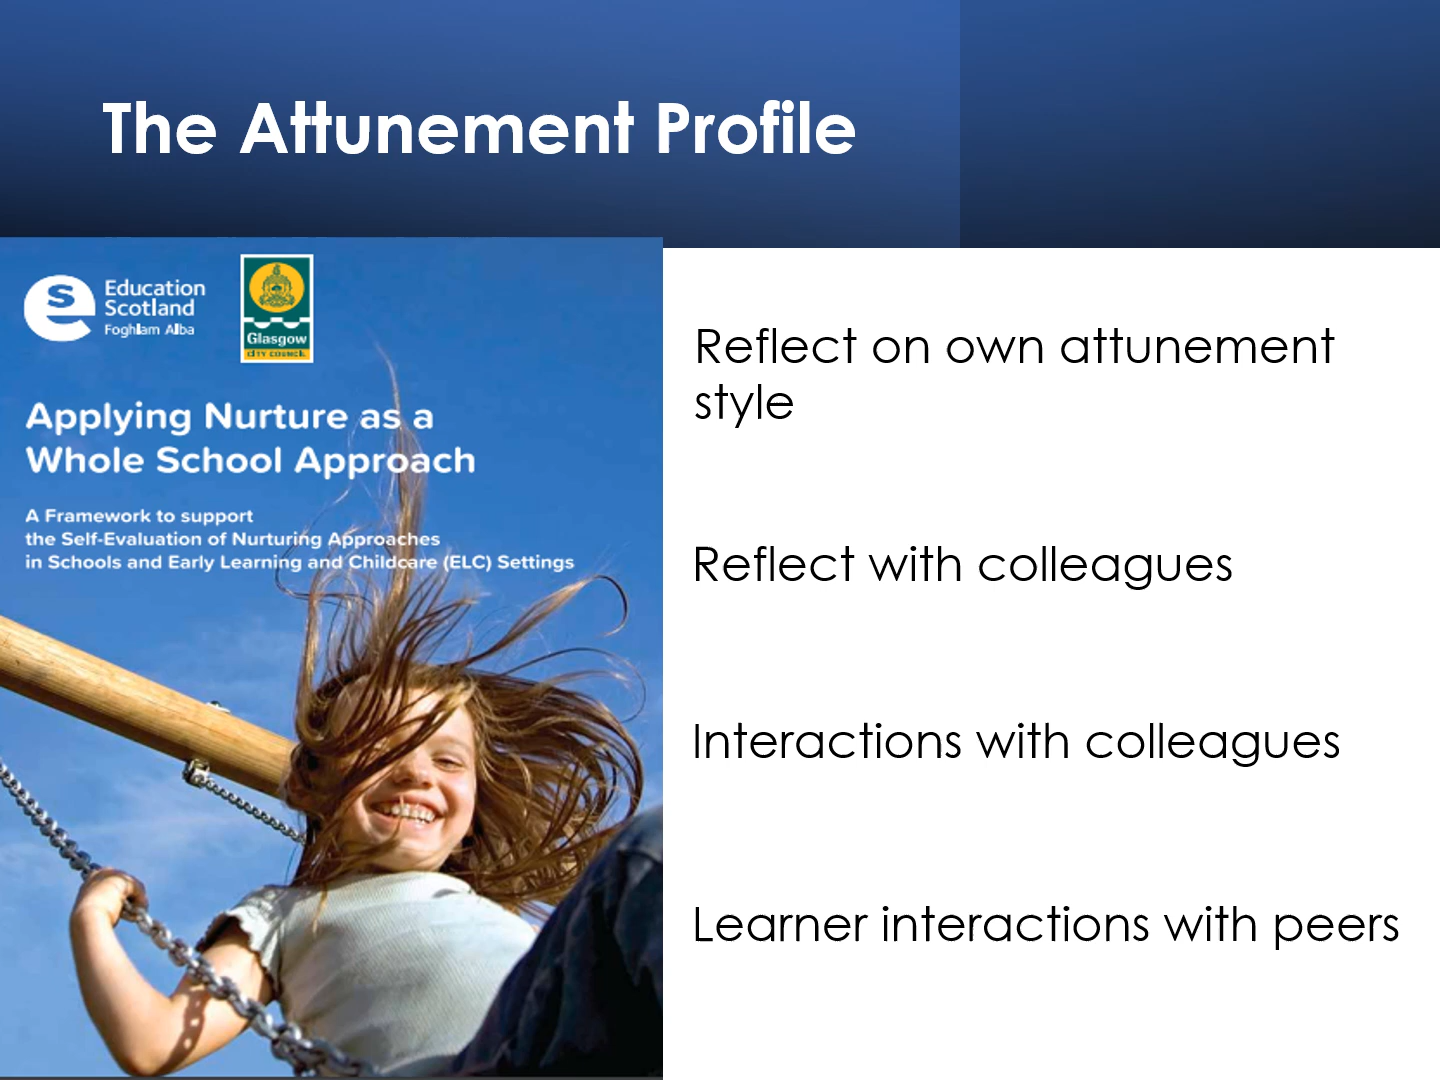 The Attunement Profile
Education
Scotland
Foghlam Alba
Glasgow
CITY COUNCIL
Applying Nurture as a
Whole School Approach
A Framework to support
the Self-Evaluation of Nurturing Approaches
in Schools and Early Learning and Childcare (ELC) Settings
Reflect on own attunement
style
Reflect with colleagues
Interactions with colleagues
Learner interactions with peers